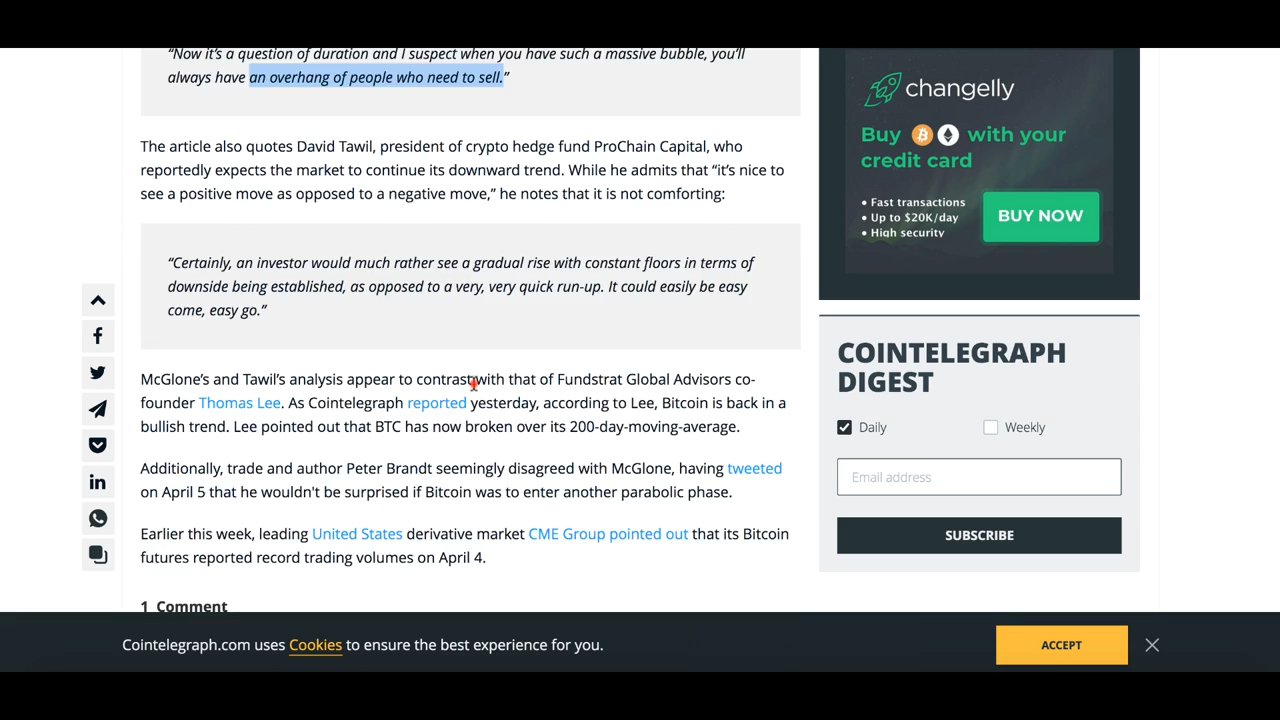 “Now it’s a question of duration and I suspect when you have such a massive bubble, you’ll
always have an overhang of people who need to sell.”
The article also quotes David Tawil, president of crypto hedge fund ProChain Capital, who
reportedly expects the market to continue its downward trend. While he admits that “it’s nice to
see a positive move as opposed to a negative move,” he notes that it is not comforting:
“Certainly, an investor would much rather see a gradual rise with constant floors in terms of
downside being established, as opposed to a very, very quick run-up. It could easily be easy
come, easy go.”
McGlone’s and Tawil’s analysis appear to contrast with that of Fundstrat Global Advisors co-
founder Thomas Lee. As Cointelegraph reported yesterday, according to Lee, Bitcoin is back in a
bullish trend. Lee pointed out that BTC has now broken over its 200-day-moving-average.
Additionally, trade and author Peter Brandt seemingly disagreed with McGlone, having tweeted
on April 5 that he wouldn't be surprised if Bitcoin was to enter another parabolic phase.
Earlier this week, leading United States derivative market CME Group pointed out that its Bitcoin
futures reported record trading volumes on April 4.
1 Comment
changelly
Buy with your
credit card
• Fast transactions
• Up to $20K/day
• High security
BUY NOW
COINTELEGRAPH
DIGEST
Daily
Weekly
Email address
SUBSCRIBE
Cointelegraph.com uses Cookies to ensure the best experience for you.
ACCEPT